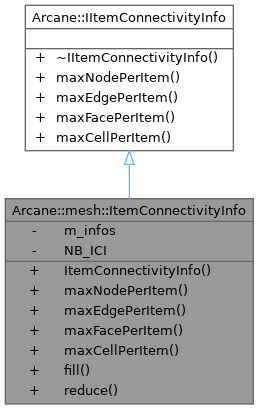 Arcane::IItemConnectivityInfo
+ ~IItemConnectivityInfo()
+ maxNodePerItem()
+ maxEdgePerItem()
+ maxFacePerItem()
+ maxCellPerItem()
Arcane::mesh::ItemConnectivityInfo
- m_infos
- NB_ICI
+ ItemConnectivityInfo()
+ maxNodePerItem()
+ maxEdgePerItem()
+ maxFacePerItem()
+ maxCellPerItem()
+ fill()
+ reduce()